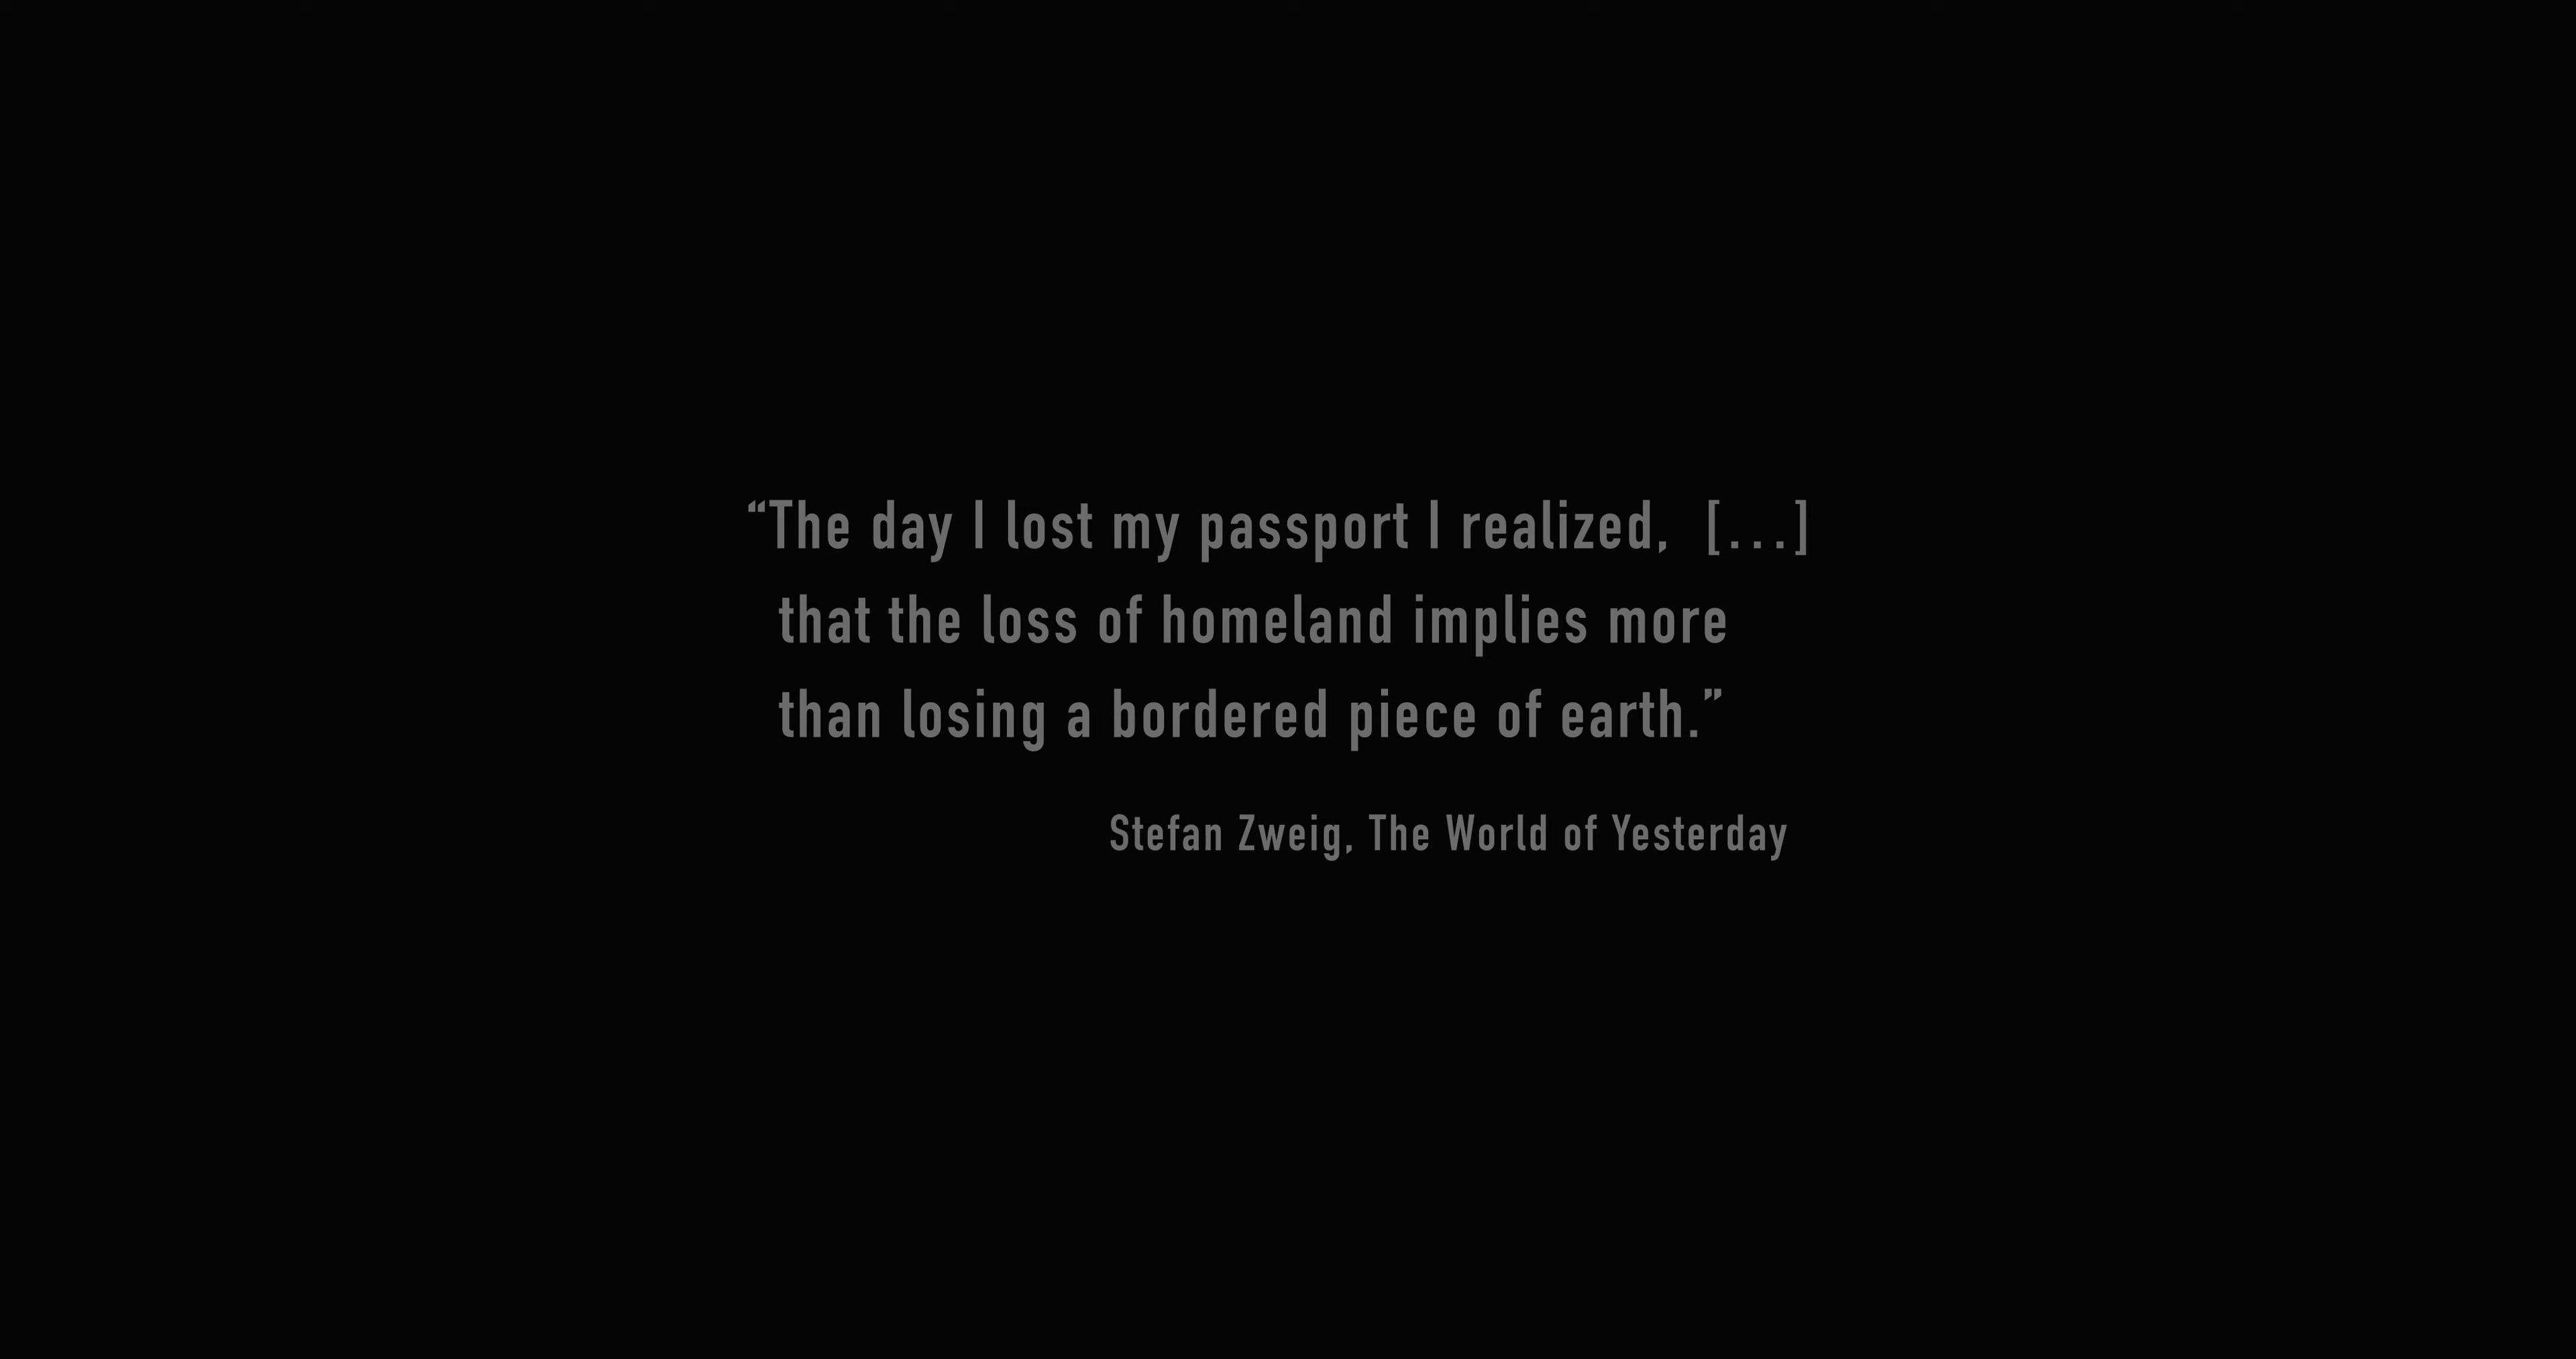 “The day I lost my passport I realized, [...]
that the loss of homeland implies more
than losing a bordered piece of earth.”
Stefan Zweig, The World of Yesterday